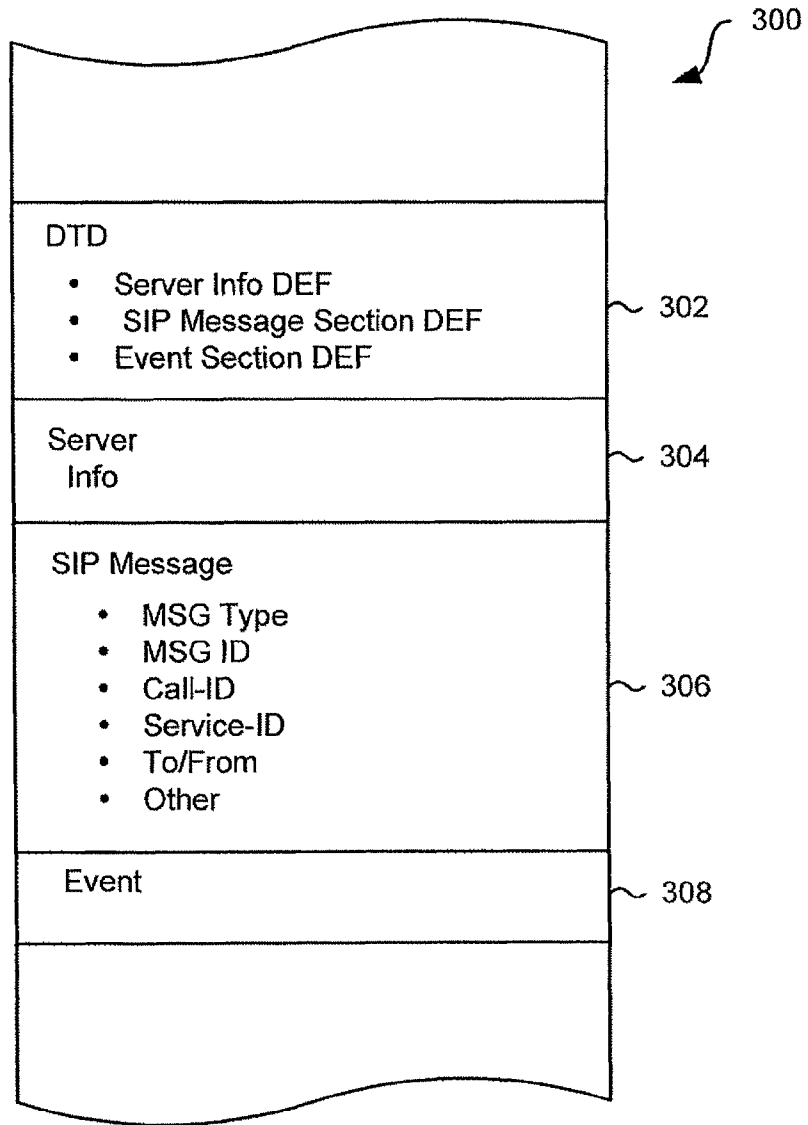 300
DTD
• Server Info DEF
• SIP Message Section DEF
• Event Section DEF
302
Server
Info
304
SIP Message
• MSG Type
• MSG ID
• Call-ID
• Service-ID
• To/From
• Other
306
Event
308